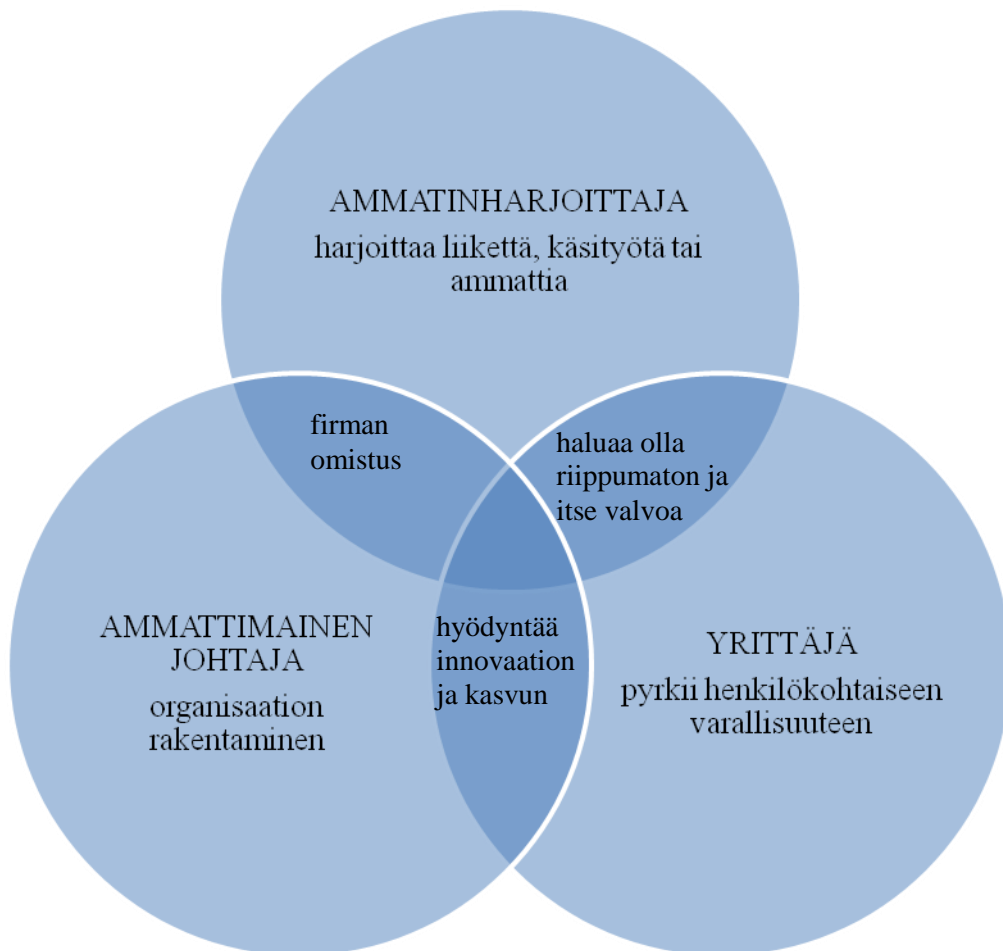 AMMATINHARJOITTAJA
harjoittaa liikettä, käsityötä tai
ammattia
firman
omistus
haluaa olla
riippumaton ja
itse valvoa
AMMATTIMAINEN
JOHTAJA
organisaation
rakentaminen
hyödyntää
innovaation
ja kasvun
YRITTÄJÄ
pyrkii henkilökohtaiseen
varallisuuteen